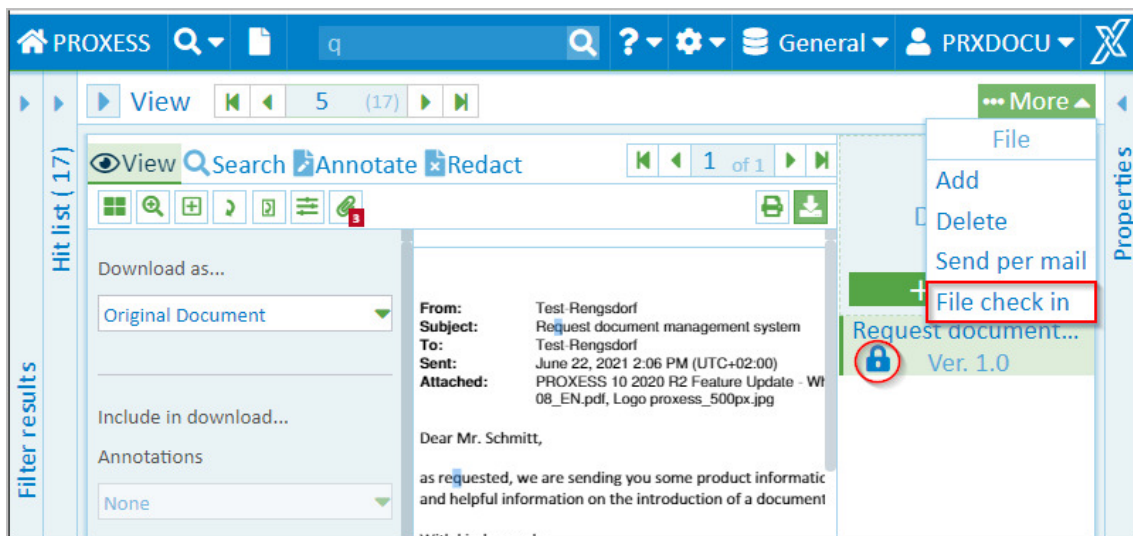 PROXESS
q
General
PRXDOCU
View
5
(17)
More
File
Add
Delete
Send per mail
File check in
Filter results
Hit list (17)
View
Search
Annotate
Redact
1 of 1
3
Download as...
Original Document
Include in download...
Annotations
None
From: Test-Rengsdorf
Subject: Request document management system
To: Test-Rengsdorf
Sent: June 22, 2021 2:06 PM (UTC+02:00)
Attached: PROXESS 10 2020 R2 Feature Update - Wh
08_EN.pdf, Logo proxess_500px.jpg
Dear Mr. Schmitt,
as requested, we are sending you some product informatic
and helpful information on the introduction of a document
Request document...
Ver. 1.0
Properties